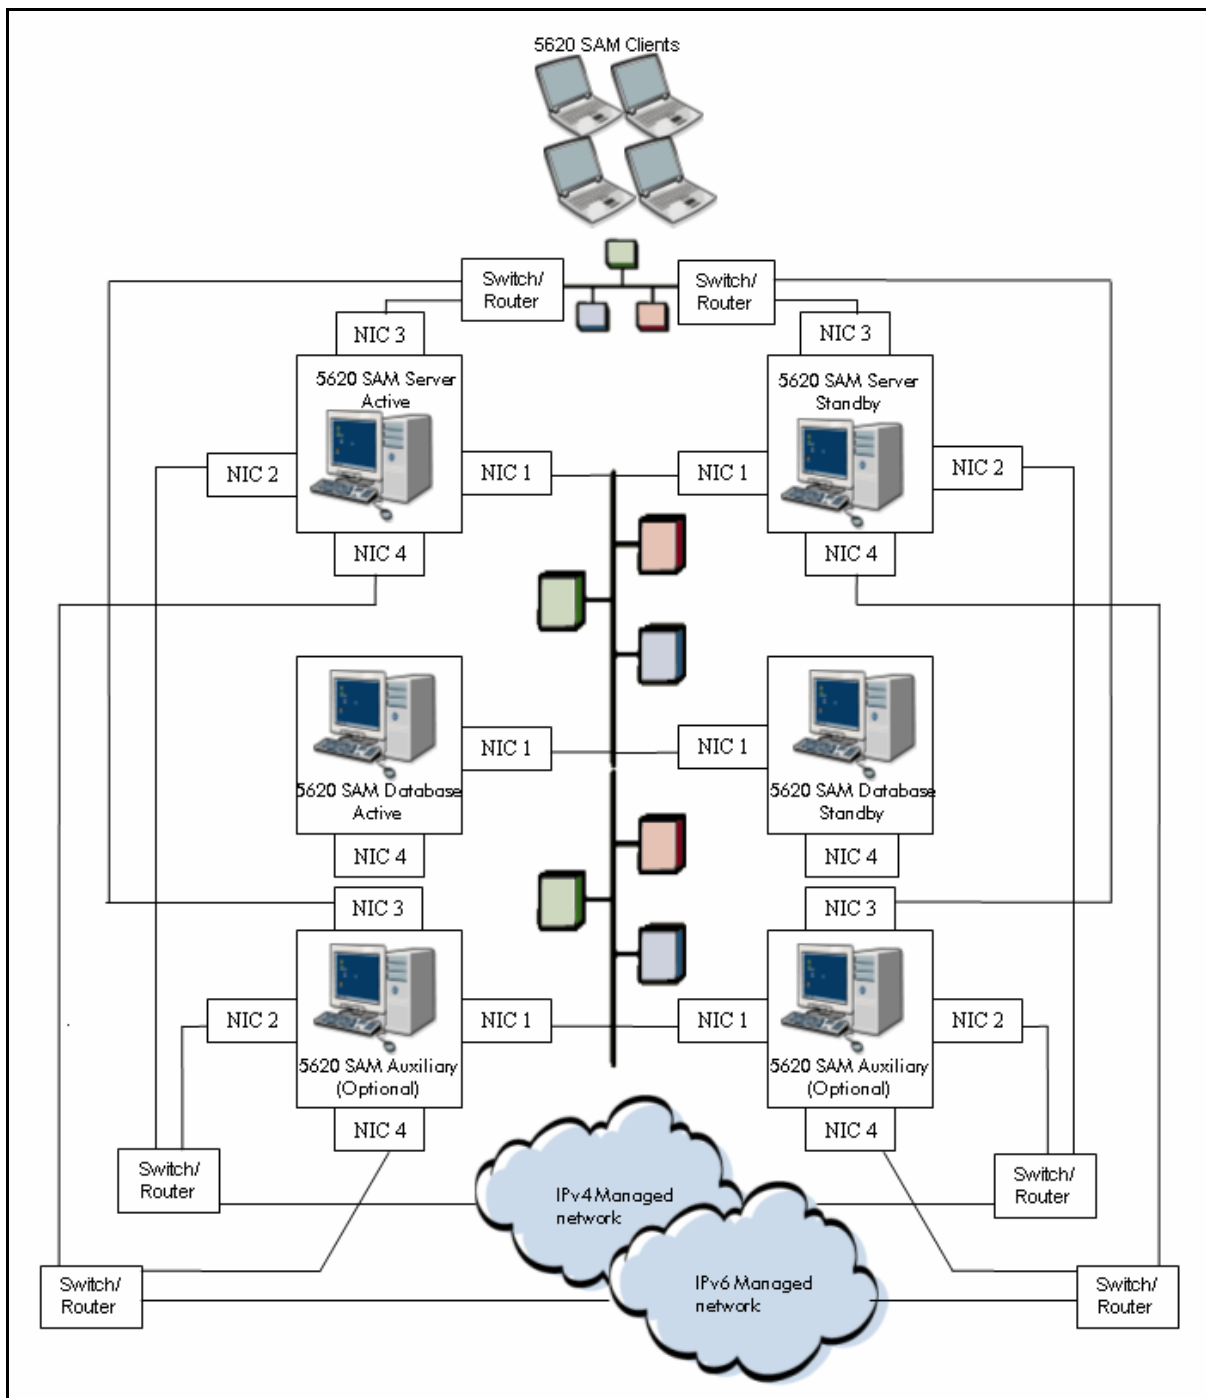 5620 SAM Clients
Switch/
Router
Switch/
Router
NIC 3
NIC 3
5620 SAM Server
Active
5620 SAM Server
Standby
NIC 2
NIC 1
NIC 1
NIC 2
NIC 4
NIC 4
NIC 1
NIC 1
5620 SAM Database
Active
5620 SAM Database
Standby
NIC 4
NIC 4
NIC 3
NIC 3
NIC 2
NIC 1
NIC 1
NIC 2
5620 SAM Auxiliary
(Optional)
5620 SAM Auxiliary
(Optional)
NIC 4
NIC 4
Switch/
Router
IPv4 Managed
network
Switch/
Router
Switch/
Router
IPv6 Managed
network
Switch/
Router